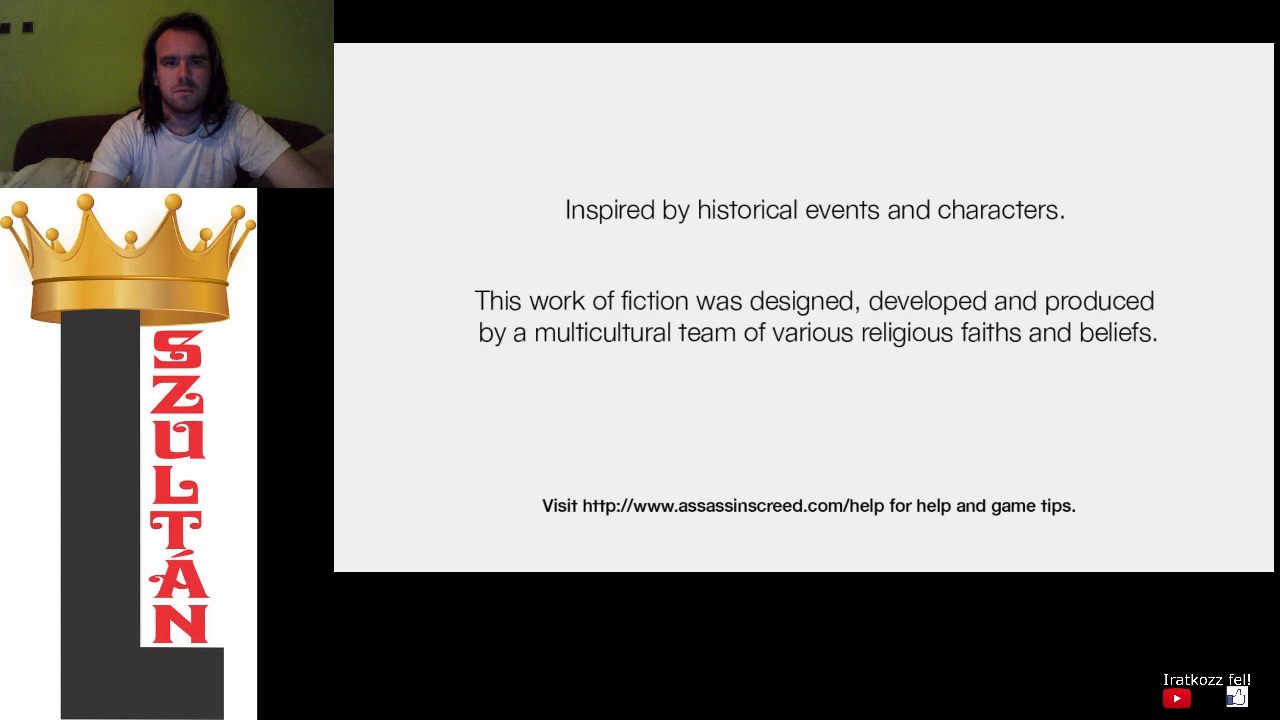 Inspired by historical events and characters.
This work of fiction was designed, developed and produced
by a multicultural team of various religious faiths and beliefs.
Visit http://www.assassinscreed.com/help for help and game tips.
L
SZULTÁN
Iratkozz fel!